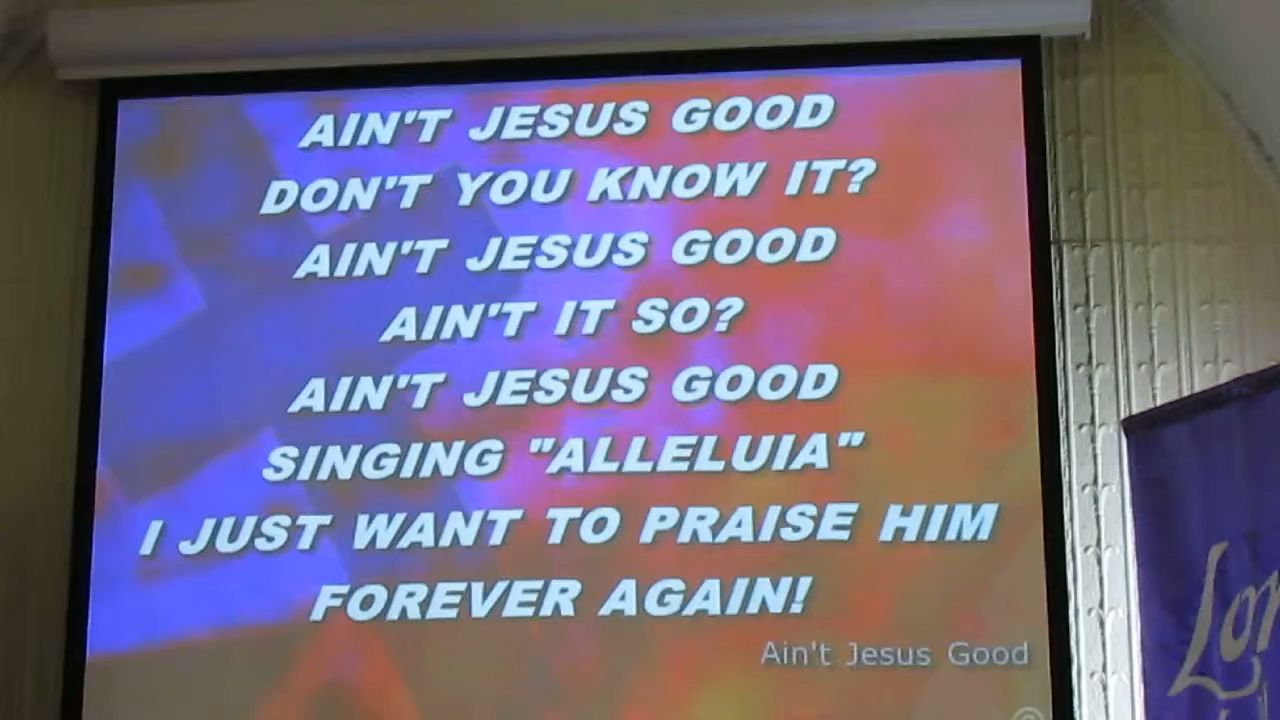 AIN'T JESUS GOOD
DON'T YOU KNOW IT?
AIN'T JESUS GOOD
AIN'T IT SO?
AIN'T JESUS GOOD
SINGING "ALLELUIA"
I JUST WANT TO PRAISE HIM
FOREVER AGAIN!
Ain't Jesus Good